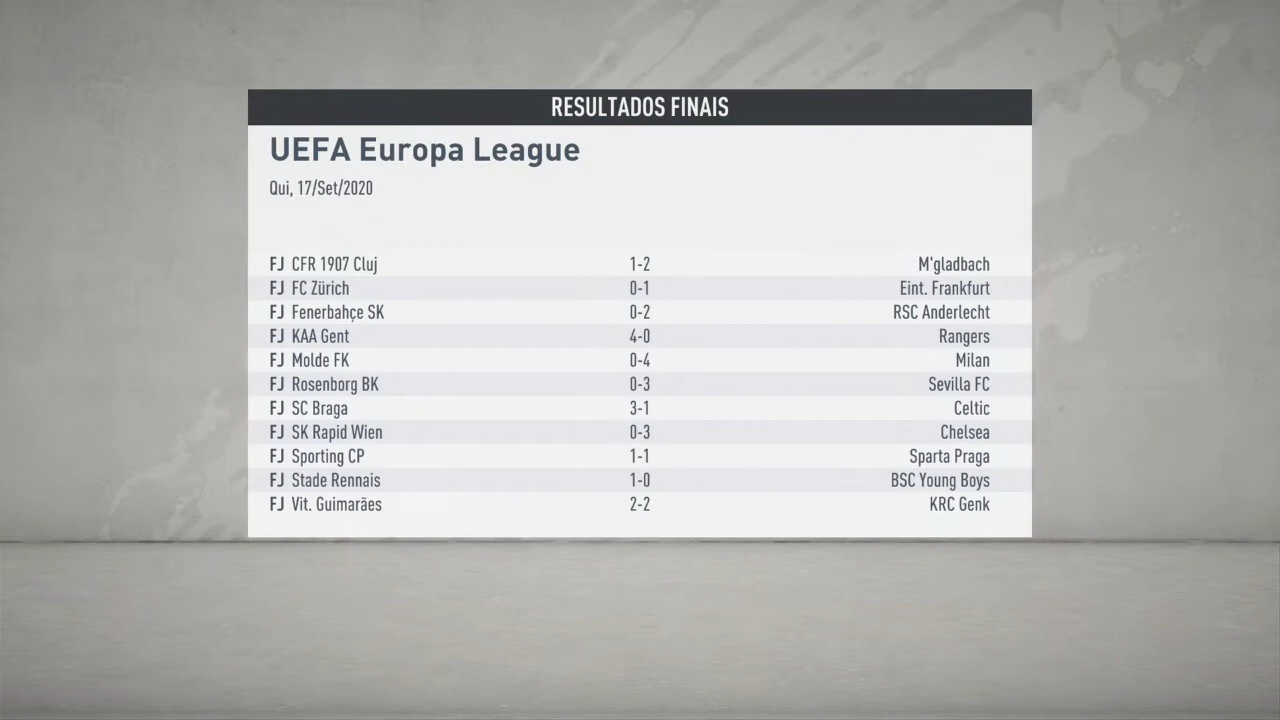 RESULTADOS FINAIS
UEFA Europa League
Qui, 17/Set/2020
FJ CFR 1907 Cluj 1-2 M'gladbach
FJ FC Zürich 0-1 Eint. Frankfurt
FJ Fenerbahçe SK 0-2 RSC Anderlecht
FJ KAA Gent 4-0 Rangers
FJ Molde FK 0-4 Milan
FJ Rosenborg BK 0-3 Sevilla FC
FJ SC Braga 3-1 Celtic
FJ SK Rapid Wien 0-3 Chelsea
FJ Sporting CP 1-1 Sparta Praga
FJ Stade Rennais 1-0 BSC Young Boys
FJ Vit. Guimarães 2-2 KRC Genk